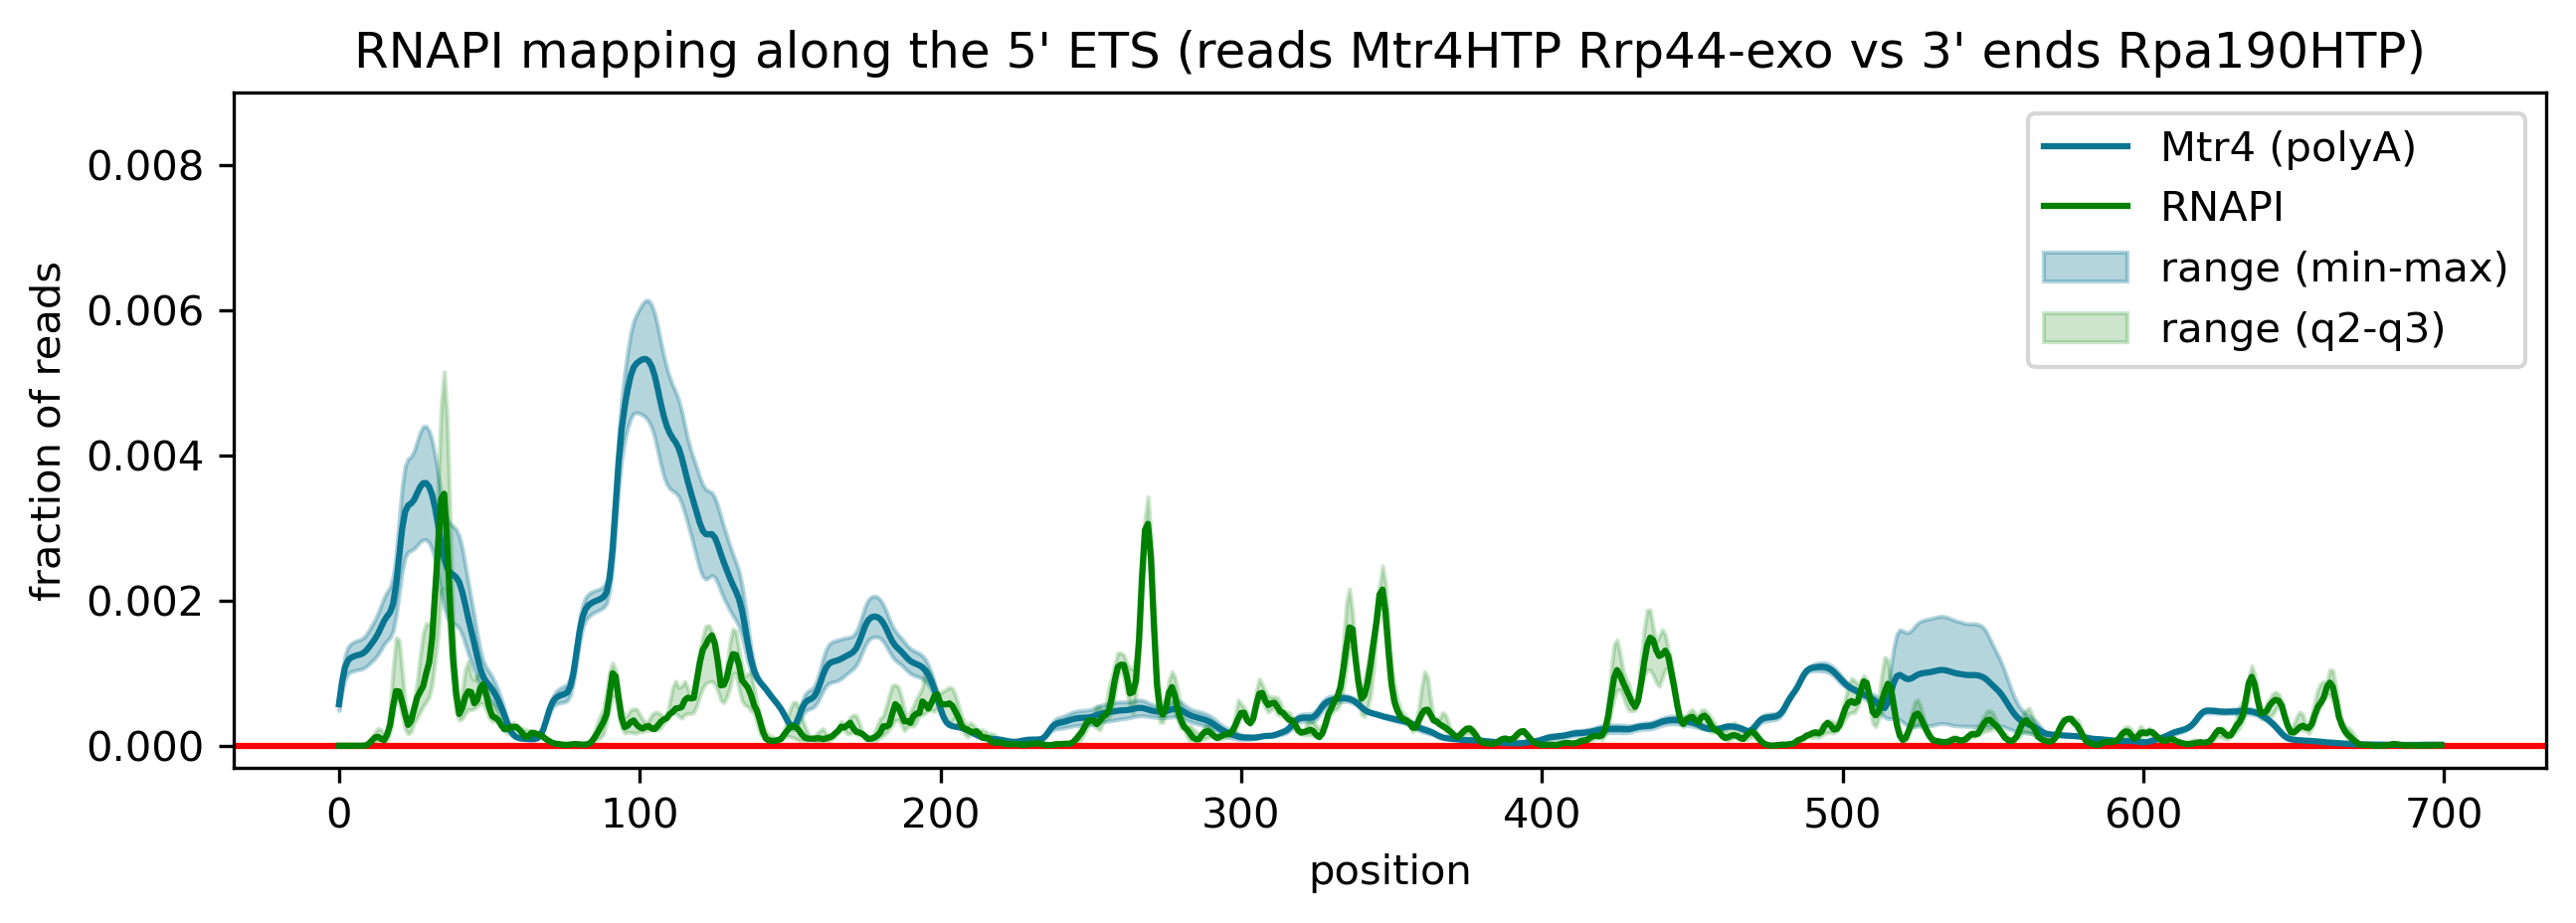 RNAPI mapping along the 5' ETS (reads Mtr4HTP Rrp44-exo vs 3' ends Rpa190HTP)
fraction of reads
0.008
0.006
0.004
0.002
0.000
Mtr4 (polyA)
RNAPI
range (min-max)
range (q2-q3)
0 100 200 300 400 500 600 700
position